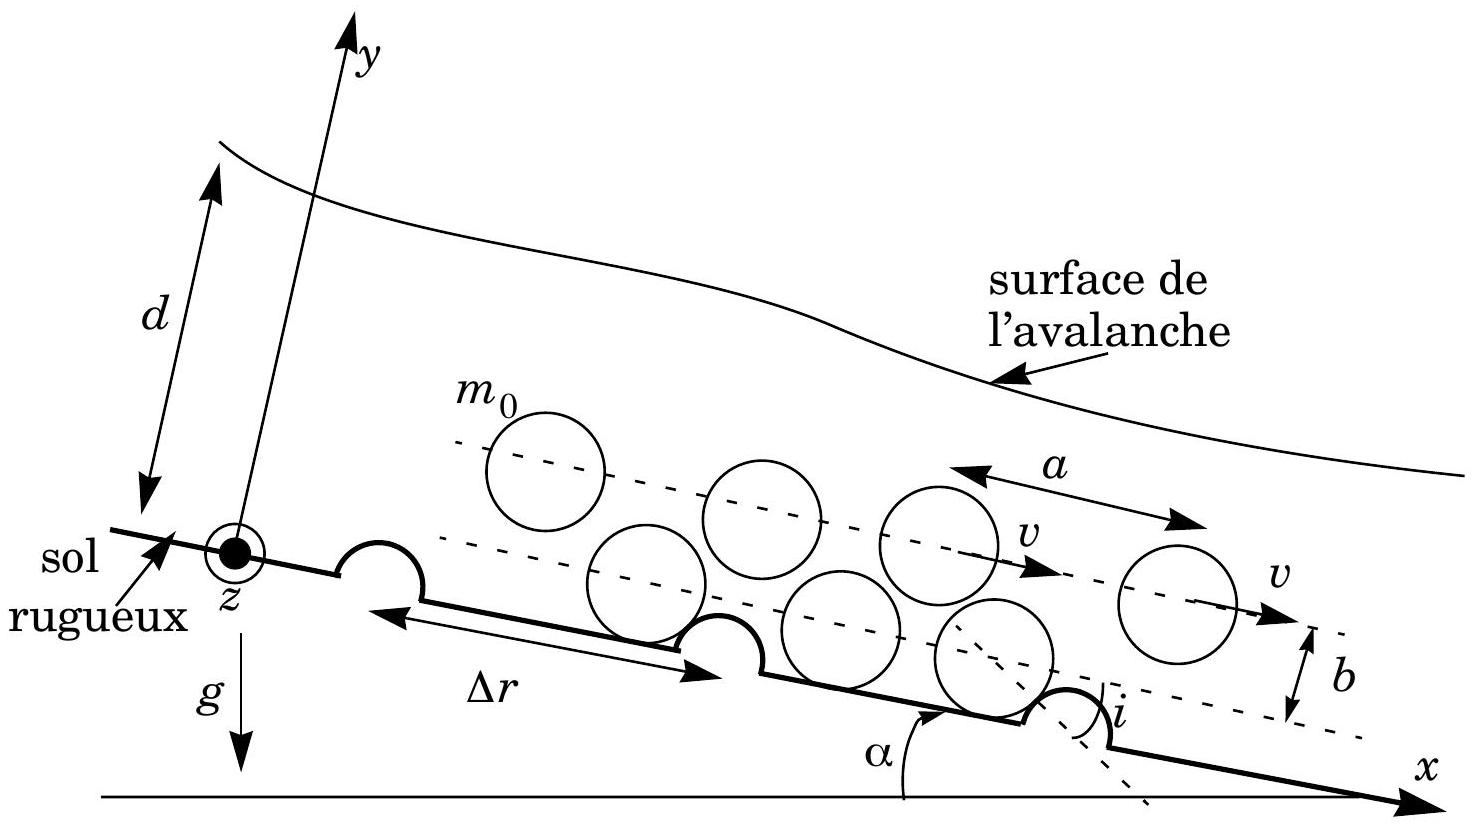 y
surface de
l'avalanche
d
m0
a
v
v
sol
rugueux
z
b
Δr
g
i
α
x